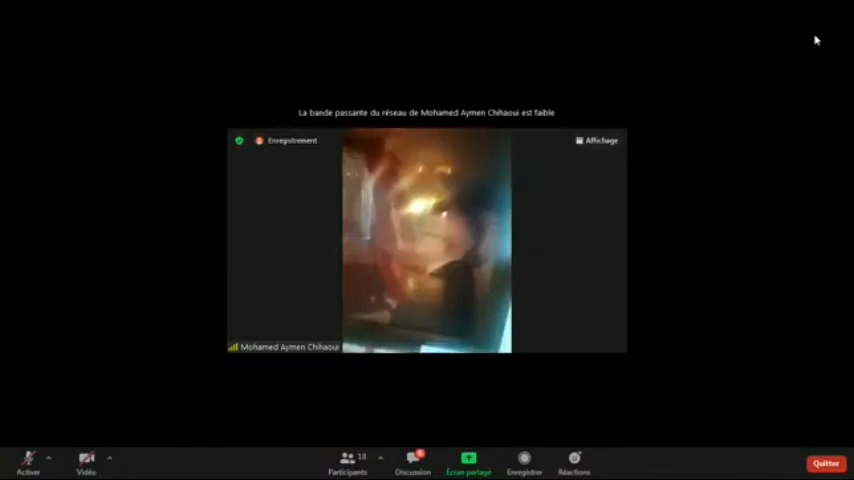 La bande passante du réseau de Mohamed Aymen Chihaoui est faible
Enregistrement
Affichage
Mohamed Aymen Chihaoui
18
6
Activer
Vidéo
Participants
Discussion
Écran partagé
Enregistrer
Réactions
Quitter